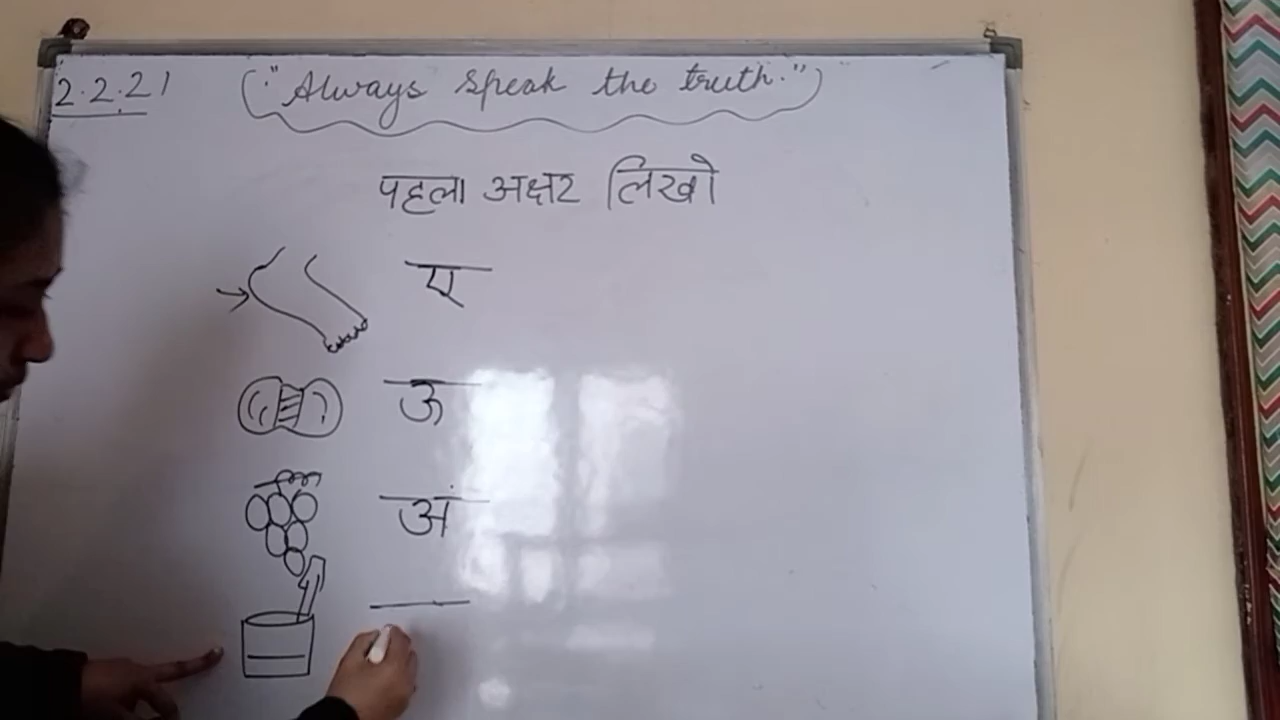 2.2.21
("Always speak the truth.")
पहला अक्षर लिखो
ए
ऊ
अं